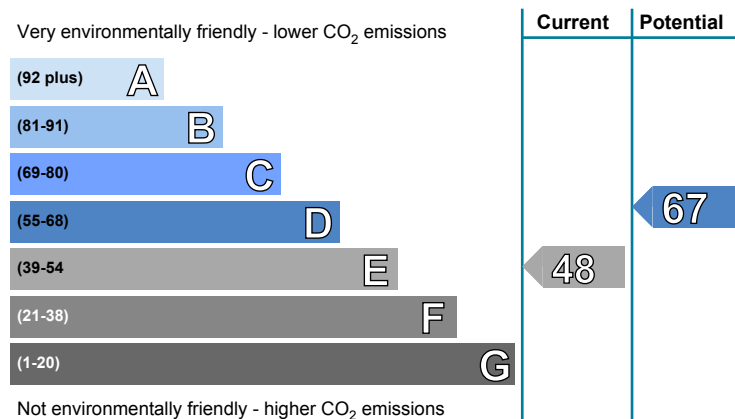 Very environmentally friendly - lower CO2 emissions
Current
Potential
(92 plus) A
(81-91) B
(69-80) C
(55-68) D
67
(39-54 E
48
(21-38) F
(1-20) G
Not environmentally friendly - higher CO2 emissions